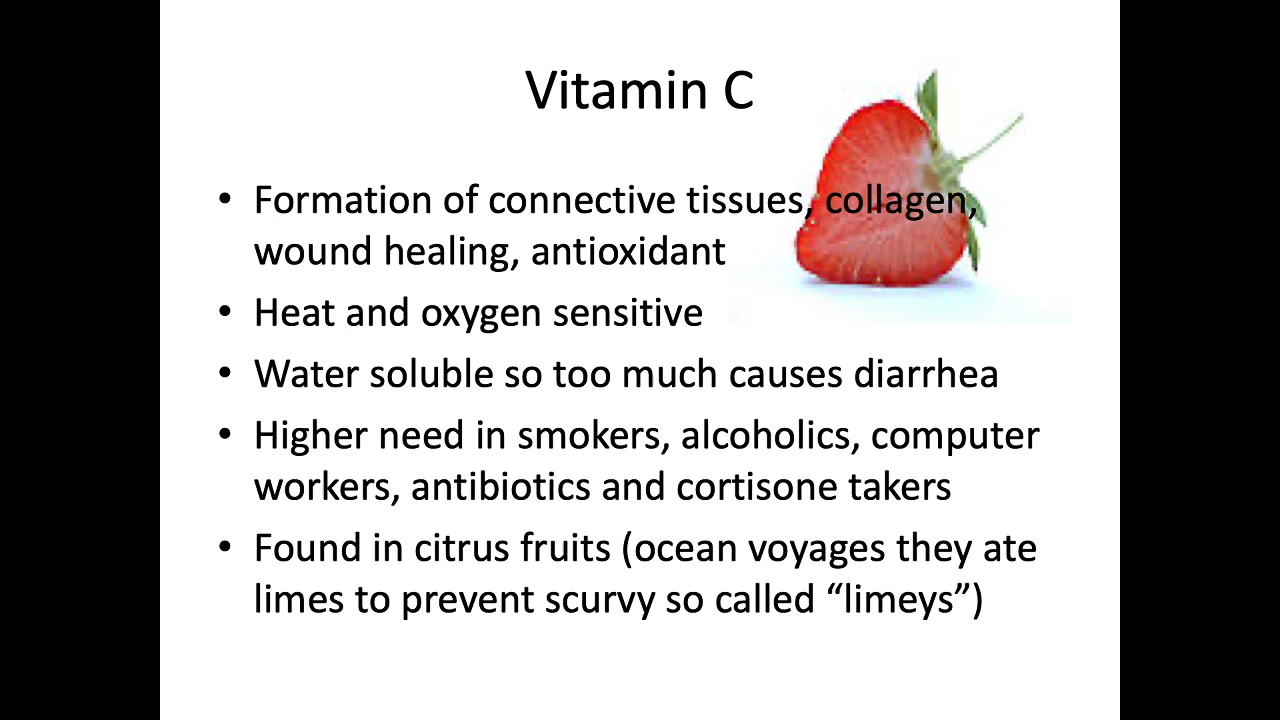 Vitamin C
• Formation of connective tissues, collagen,
wound healing, antioxidant
• Heat and oxygen sensitive
• Water soluble so too much causes diarrhea
• Higher need in smokers, alcoholics, computer
workers, antibiotics and cortisone takers
• Found in citrus fruits (ocean voyages they ate
limes to prevent scurvy so called “limeys”)